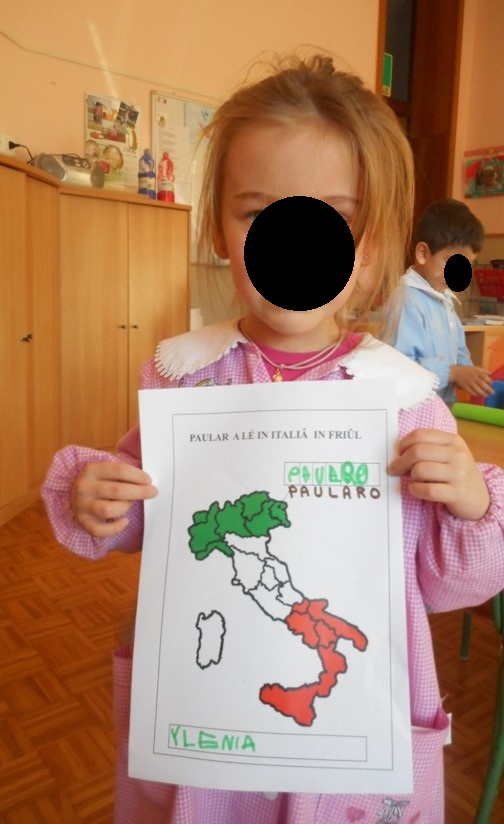 PAULAR A LÉ IN ITALIÂ IN FRIÛL
PAULARO
PAULARO
YLENIA